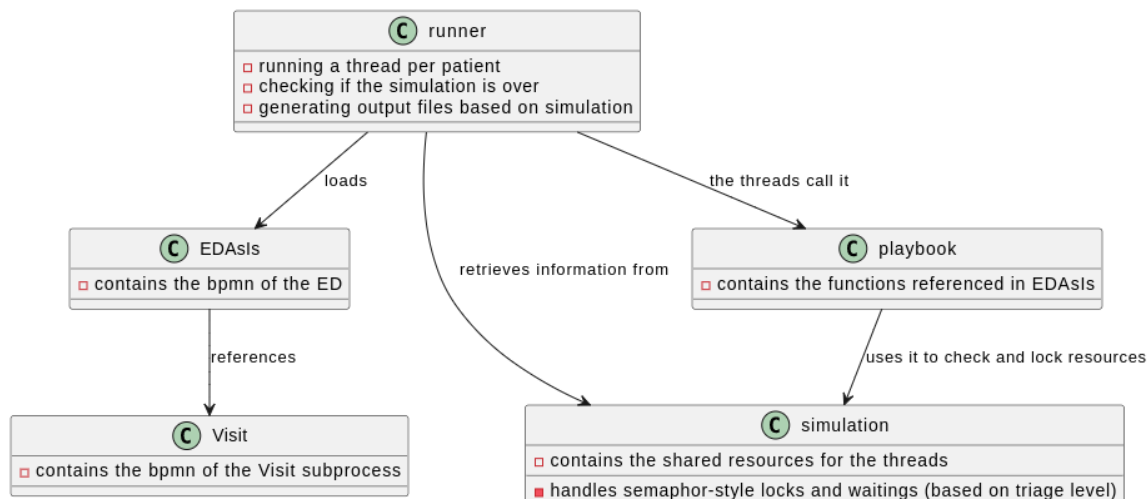 C runner
running a thread per patient
checking if the simulation is over
generating output files based on simulation
loads
the threads call it
C EDAsIs
contains the bpmn of the ED
retrieves information from
C playbook
contains the functions referenced in EDAsIs
references
uses it to check and lock resources
C Visit
contains the bpmn of the Visit subprocess
C simulation
contains the shared resources for the threads
handles semaphor-style locks and waitings (based on triage level)